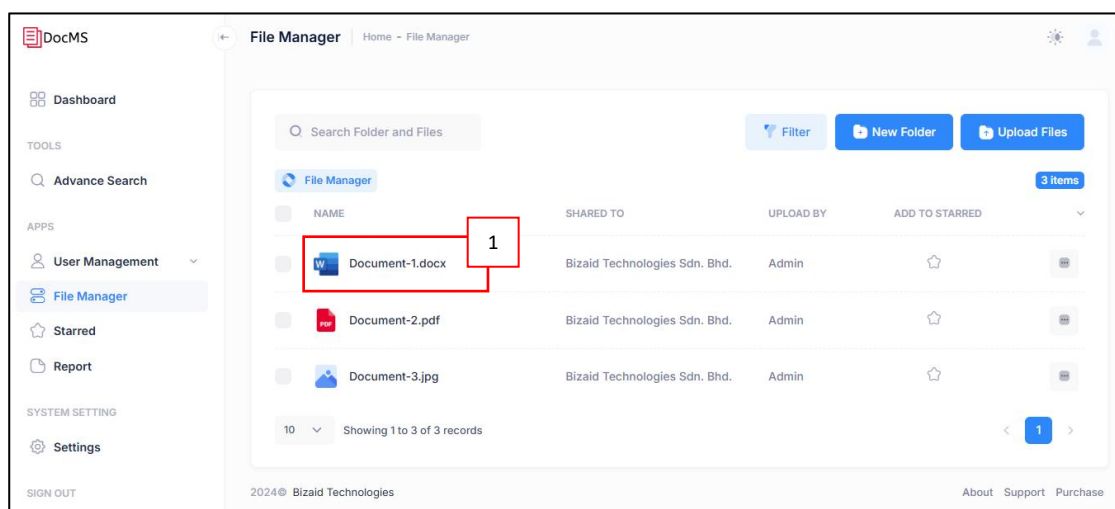 DocMS
File Manager Home - File Manager
Dashboard
TOOLS
Advance Search
APPS
User Management
File Manager
Starred
Report
SYSTEM SETTING
Settings
SIGN OUT
Search Folder and Files
Filter
New Folder
Upload Files
File Manager
3 items
NAME SHARED TO UPLOAD BY ADD TO STARRED
1
W Document-1.docx Bizaid Technologies Sdn. Bhd. Admin
PDF Document-2.pdf Bizaid Technologies Sdn. Bhd. Admin
Document-3.jpg Bizaid Technologies Sdn. Bhd. Admin
10 Showing 1 to 3 of 3 records
1
2024© Bizaid Technologies
About Support Purchase